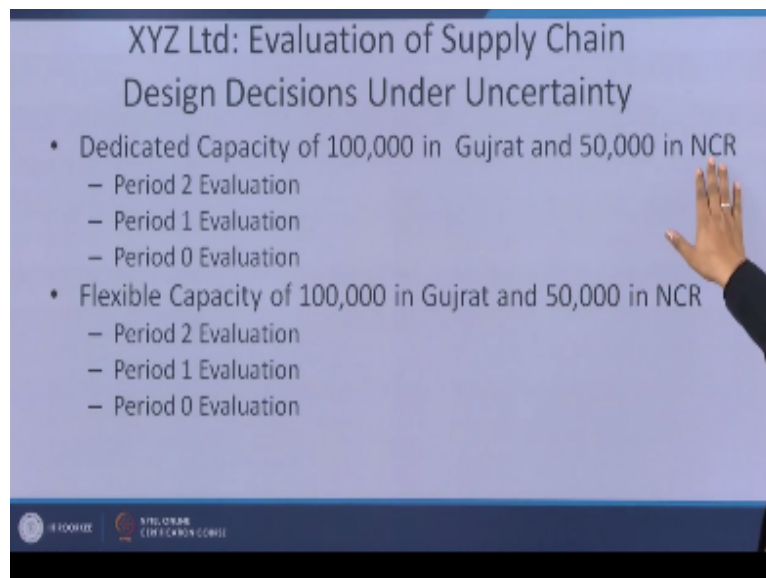 XYZ Ltd: Evaluation of Supply Chain
Design Decisions Under Uncertainty
• Dedicated Capacity of 100,000 in Gujrat and 50,000 in NCR
– Period 2 Evaluation
– Period 1 Evaluation
– Period 0 Evaluation
• Flexible Capacity of 100,000 in Gujrat and 50,000 in NCR
– Period 2 Evaluation
– Period 1 Evaluation
– Period 0 Evaluation
IIT ROORKEE
NPTEL ONLINE
CERTIFICATION COURSE